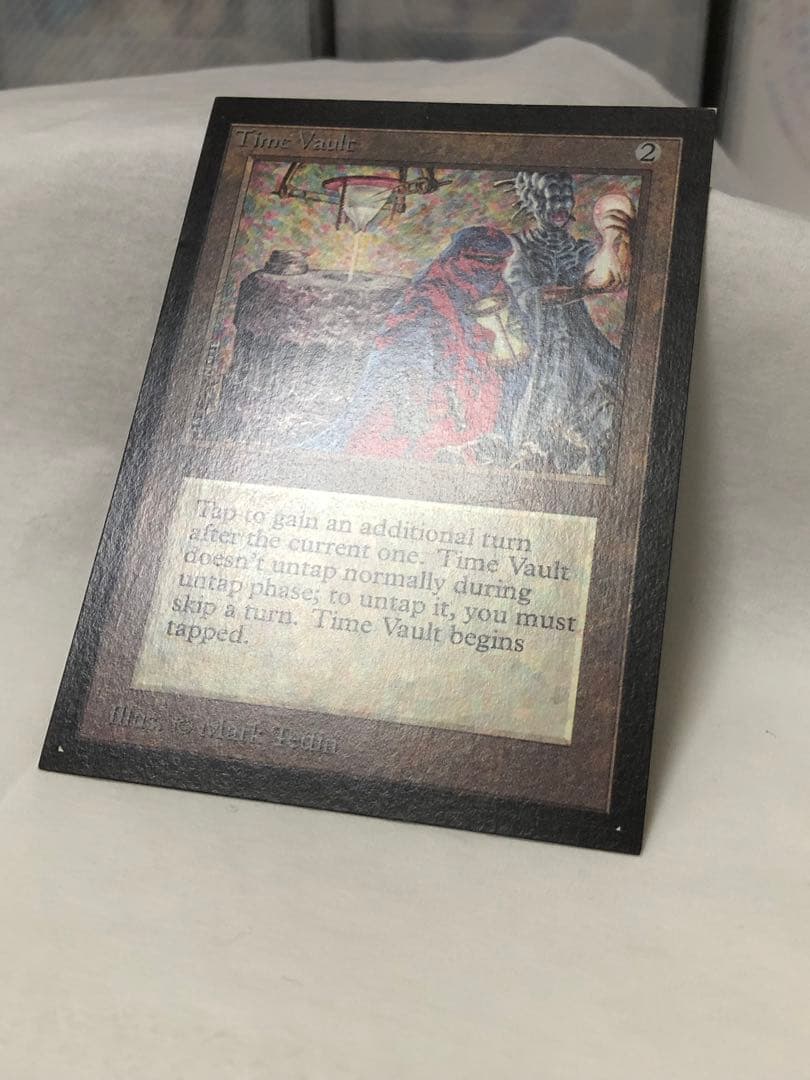 Time Vault
2
Tap to gain an additional turn
after the current one. Time Vault
doesn't untap normally during
untap phase; to untap it, you must
skip a turn. Time Vault begins
tapped.
Illus. © Mark Tedin